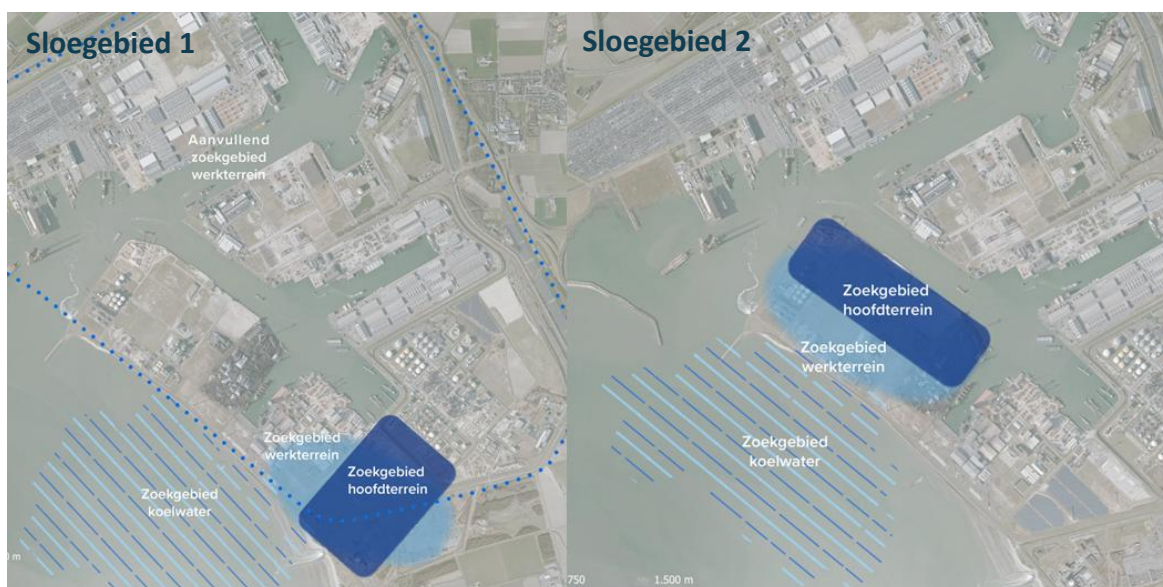 Sloegebied 1
Aanvullend
zoekgebied
werkterrein
Zoekgebied
werkterrein
Zoekgebied
hoofdterrein
Zoekgebied
koelwater
0 m
Sloegebied 2
Zoekgebied
hoofdterrein
Zoekgebied
werkterrein
Zoekgebied
koelwater
750
1.500 m